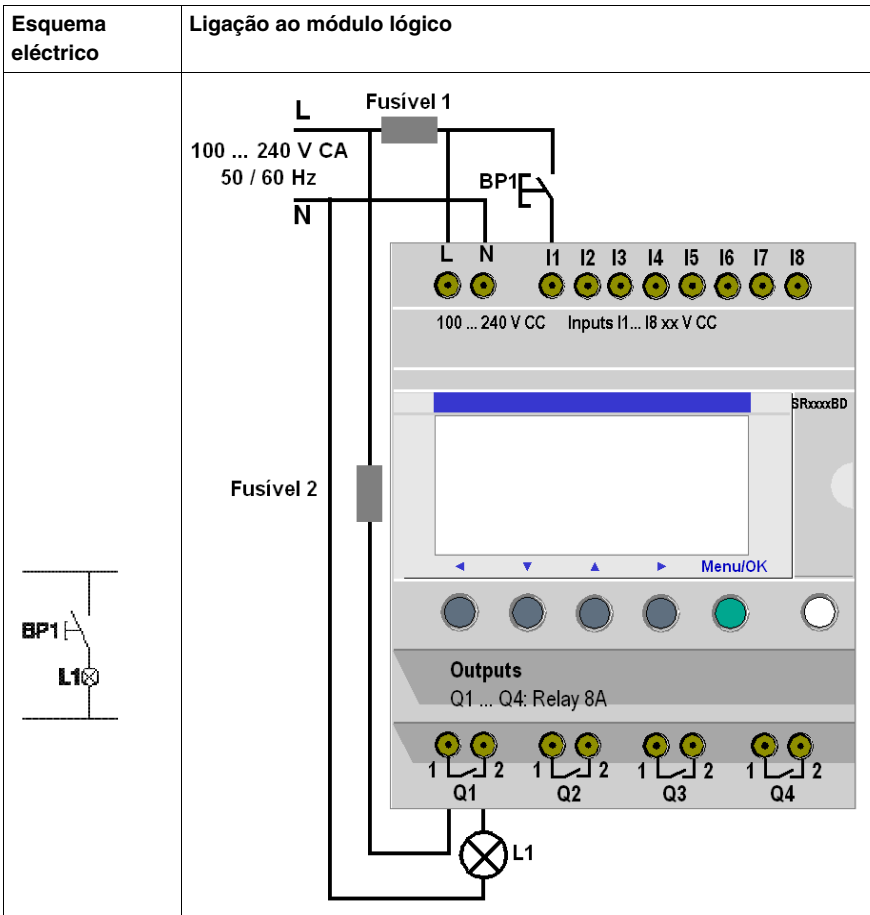 Esquema eléctrico
Ligação ao módulo lógico
L
Fusível 1
100 ... 240 V CA
50 / 60 Hz
N
BP1
L N I1 I2 I3 I4 I5 I6 I7 I8
100 ... 240 V CC Inputs I1... I8 xx V CC
SRxxxxBD
Fusível 2
Menu/OK
BP1
L1
Outputs
Q1 ... Q4: Relay 8A
1 2 1 2 1 2 1 2
Q1 Q2 Q3 Q4
L1